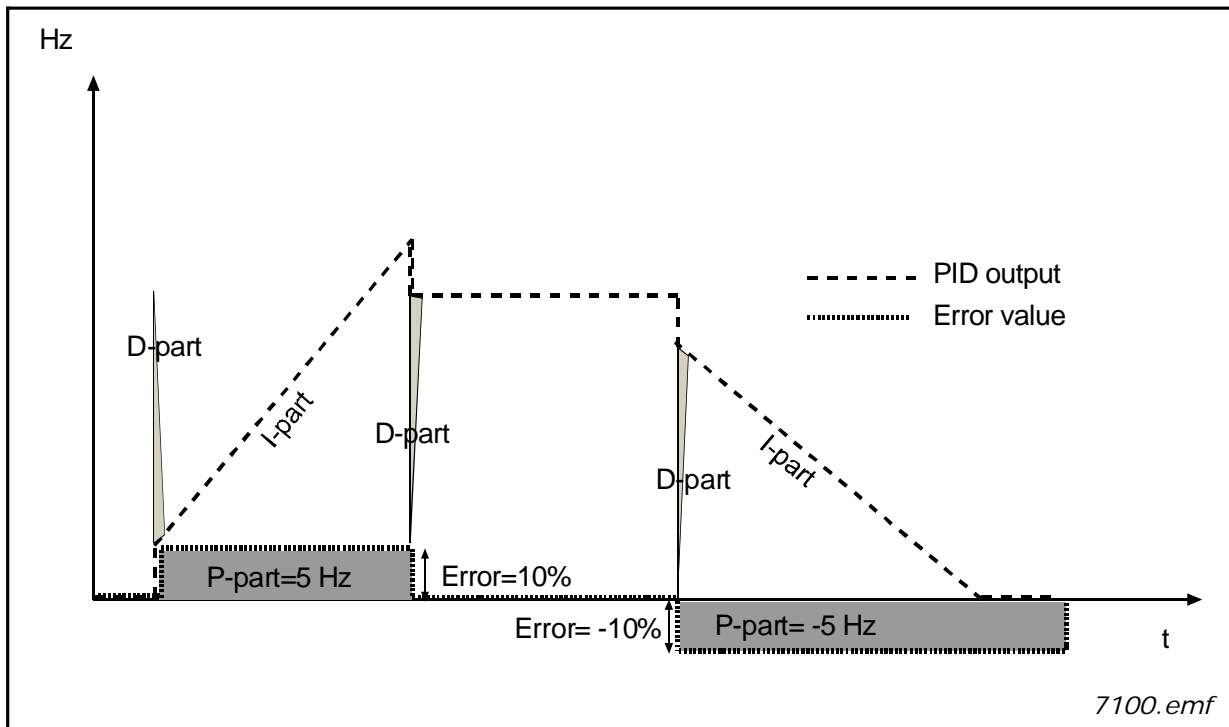 Hz
PID output
Error value
D-part
I-part
D-part
I-part
D-part
P-part=5 Hz
Error=10%
Error= -10%
P-part= -5 Hz
t
7100.emf